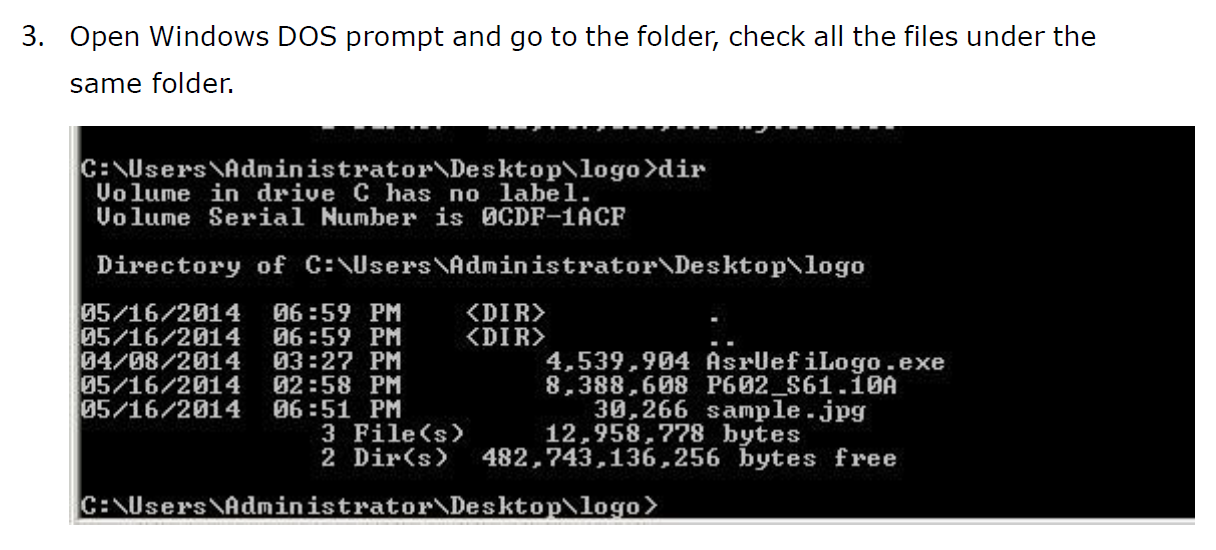 3. Open Windows DOS prompt and go to the folder, check all the files under the
same folder.
C:\Users\Administrator\Desktop\logo>dir
Volume in drive C has no label.
Volume Serial Number is 0CDF-1ACF
Directory of C:\Users\Administrator\Desktop\logo
05/16/2014 06:59 PM <DIR> .
05/16/2014 06:59 PM <DIR> ..
04/08/2014 03:27 PM 4,539,904 AsrUefiLogo.exe
05/16/2014 02:58 PM 8,388,608 P602_S61.10A
05/16/2014 06:51 PM 30,266 sample.jpg
3 File(s) 12,958,778 bytes
2 Dir(s) 482,743,136,256 bytes free
C:\Users\Administrator\Desktop\logo>